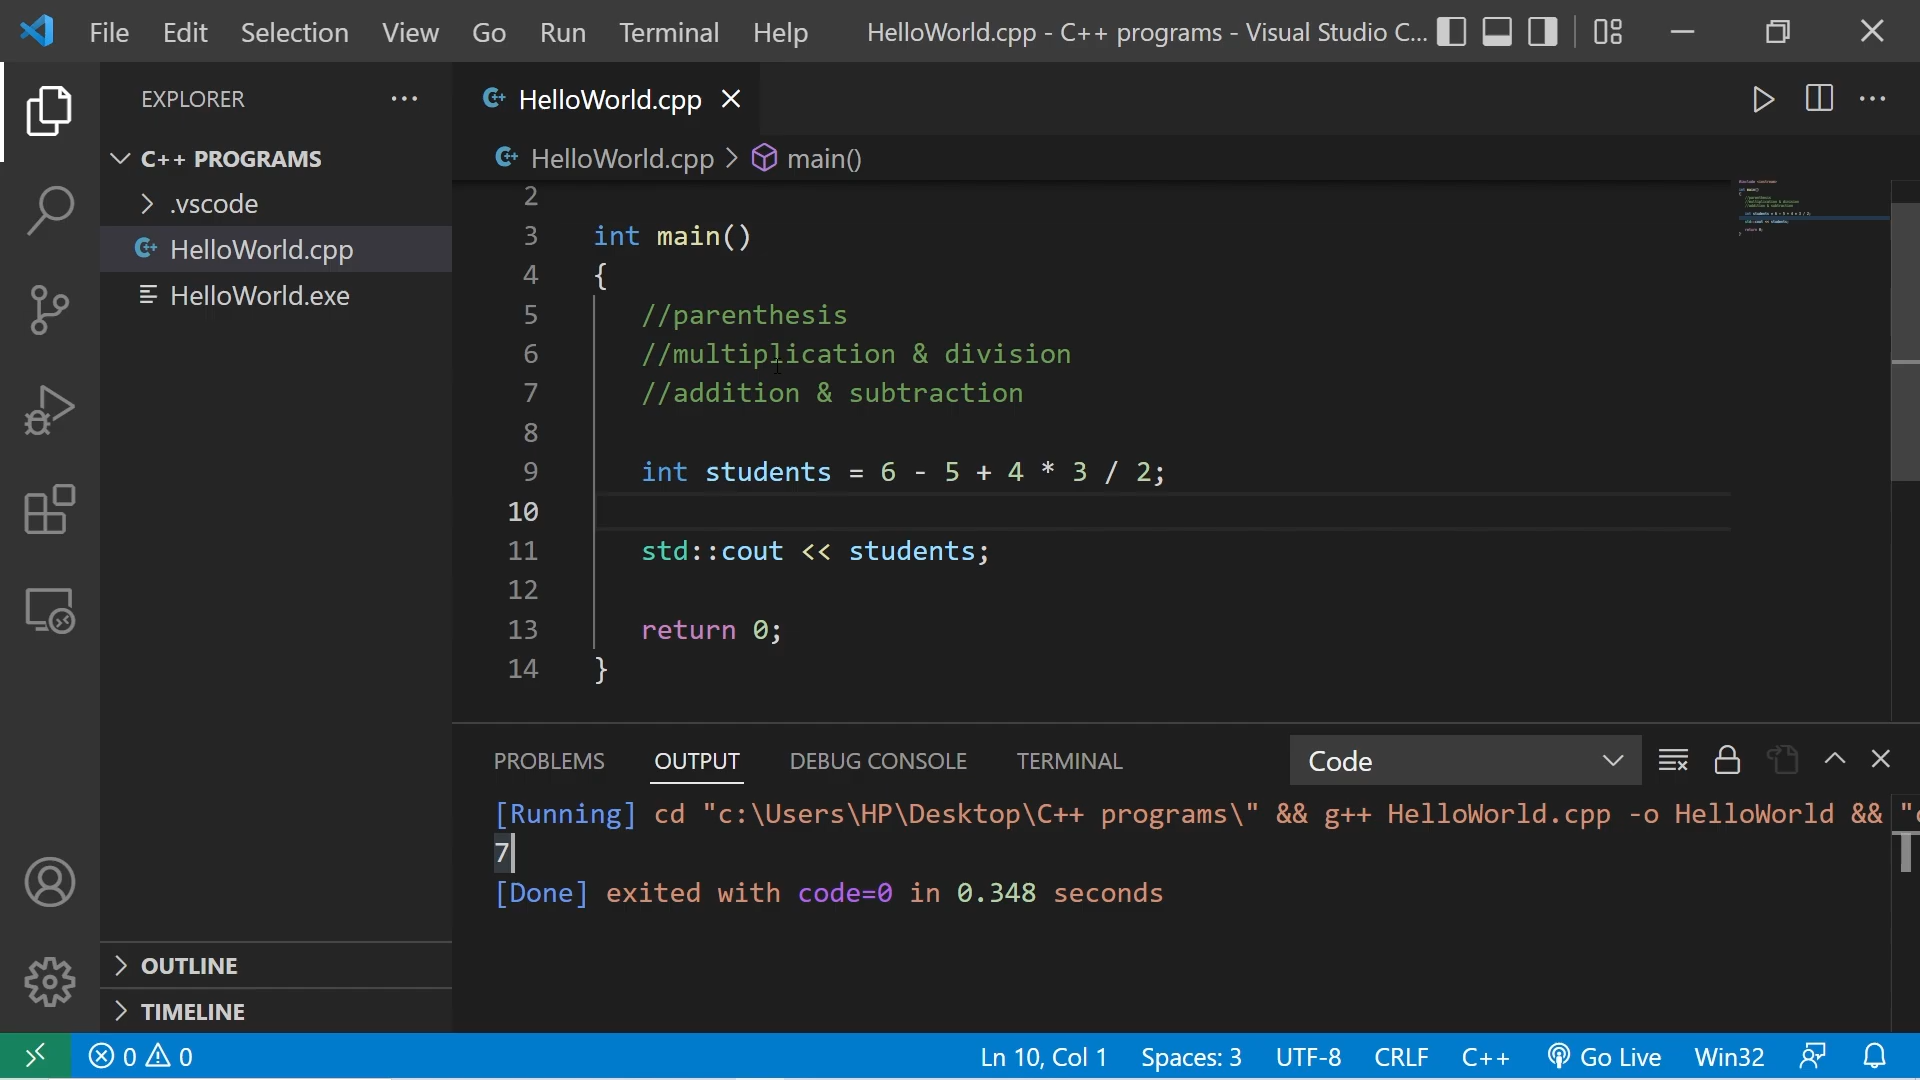 File Edit Selection View Go Run Terminal Help HelloWorld.cpp - C++ programs - Visual Studio C...
EXPLORER
C++ PROGRAMS
.vscode
HelloWorld.cpp
HelloWorld.exe
OUTLINE
TIMELINE
HelloWorld.cpp
HelloWorld.cpp > main()
2
3 int main()
4 {
5 //parenthesis
6 //multiplication & division
7 //addition & subtraction
8
9 int students = 6 - 5 + 4 * 3 / 2;
10
11 std::cout << students;
12
13 return 0;
14 }
PROBLEMS OUTPUT DEBUG CONSOLE TERMINAL Code
[Running] cd "c:\Users\HP\Desktop\C++ programs\" && g++ HelloWorld.cpp -o HelloWorld && "c
7
[Done] exited with code=0 in 0.348 seconds
0 0 Ln 10, Col 1 Spaces: 3 UTF-8 CRLF C++ Go Live Win32